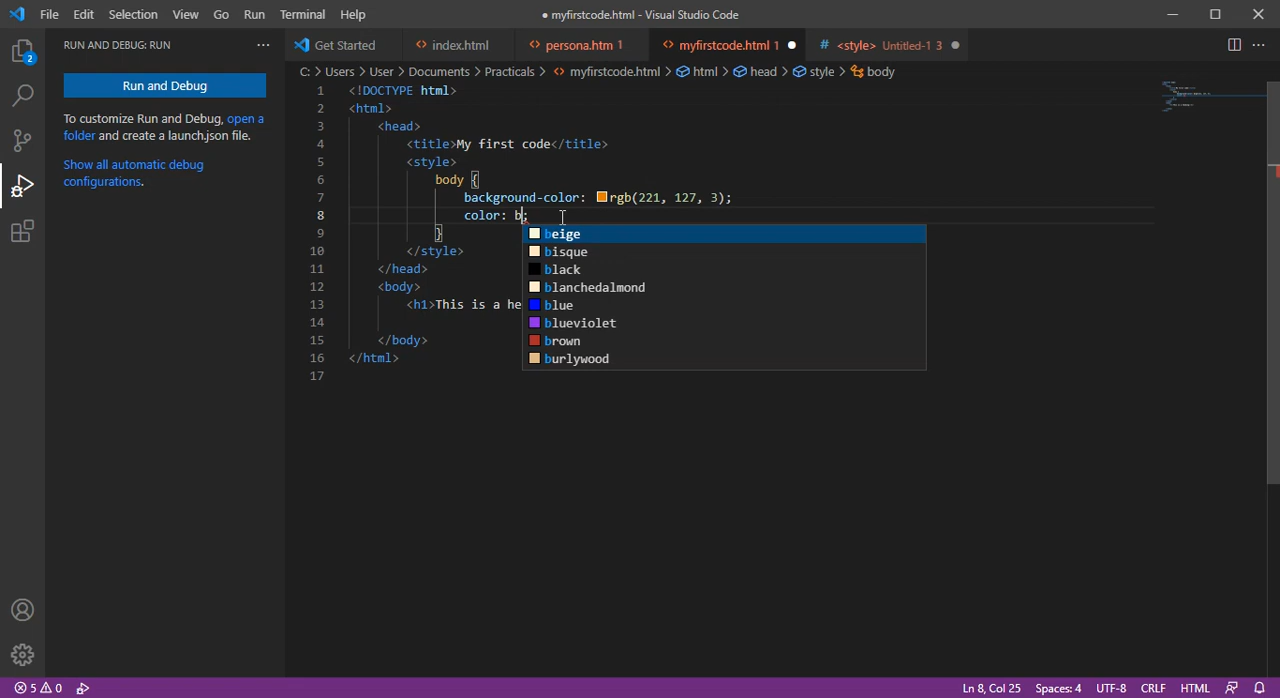 File Edit Selection View Go Run Terminal Help ● myfirstcode.html - Visual Studio Code
RUN AND DEBUG: RUN ··· Get Started <> index.html <> persona.htm 1 <> myfirstcode.html 1 ● # <style> Untitled-1 3 ●
C: > Users > User > Documents > Practicals > <> myfirstcode.html > html > head > style > body
2
Run and Debug
To customize Run and Debug, open a
folder and create a launch.json file.
Show all automatic debug
configurations.
1 <!DOCTYPE html>
2 <html>
3 <head>
4 <title>My first code</title>
5 <style>
6 body {
7 background-color: rgb(221, 127, 3);
8 color: b;
9 }
10 </style>
11 </head>
12 <body>
13 <h1>This is a he
14
15 </body>
16 </html>
17
beige
bisque
black
blanchedalmond
blue
blueviolet
brown
burlywood
5 0 Ln 8, Col 25 Spaces: 4 UTF-8 CRLF HTML